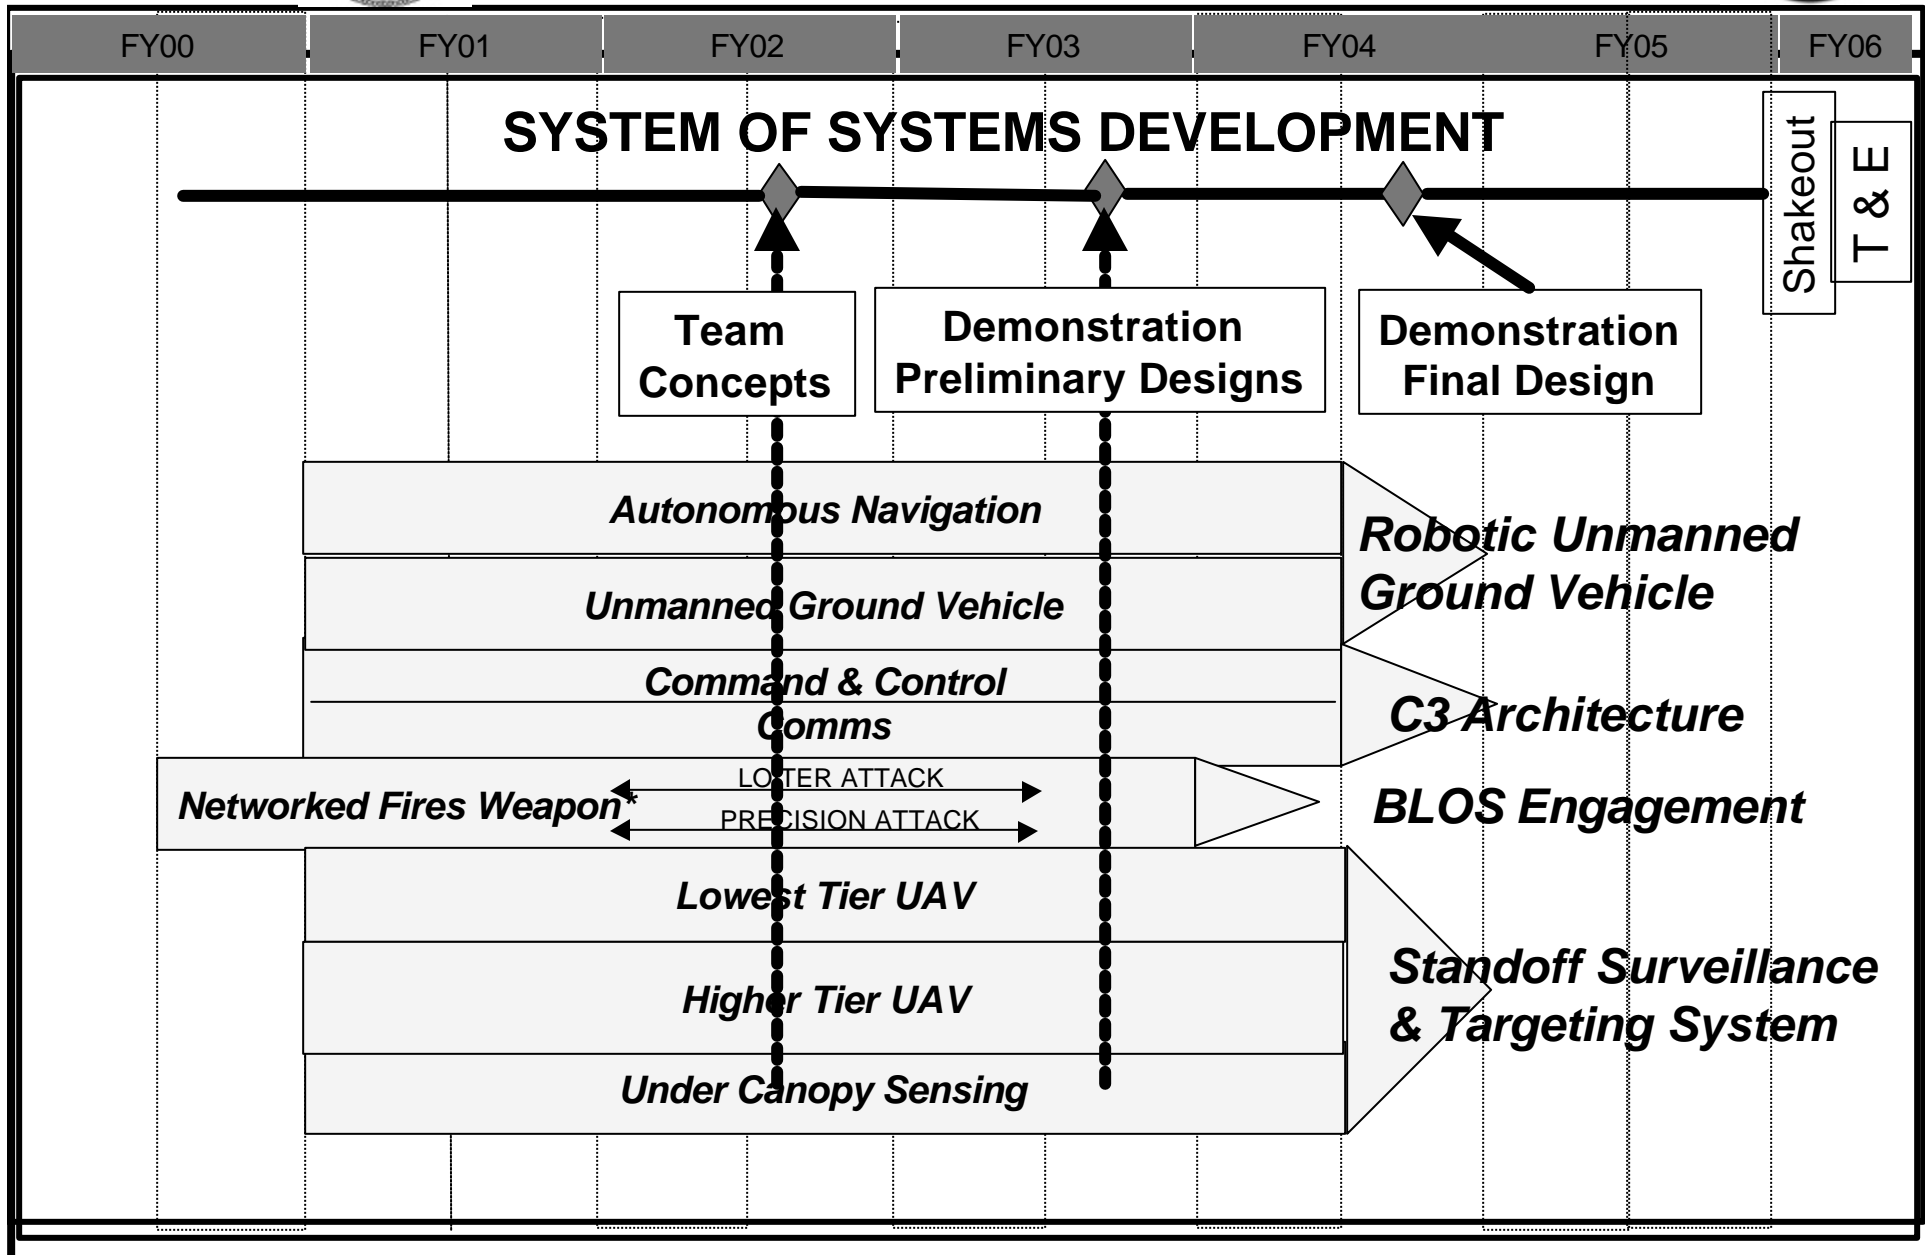 FY00 FY01 FY02 FY03 FY04 FY05 FY06
SYSTEM OF SYSTEMS DEVELOPMENT
Shakeout
T & E
Team
Concepts
Demonstration
Preliminary Designs
Demonstration
Final Design
Autonomous Navigation
Unmanned Ground Vehicle
Robotic Unmanned
Ground Vehicle
Command & Control
Comms
C3 Architecture
Networked Fires Weapon*
LOITER ATTACK
PRECISION ATTACK
BLOS Engagement
Lowest Tier UAV
Higher Tier UAV
Under Canopy Sensing
Standoff Surveillance
& Targeting System